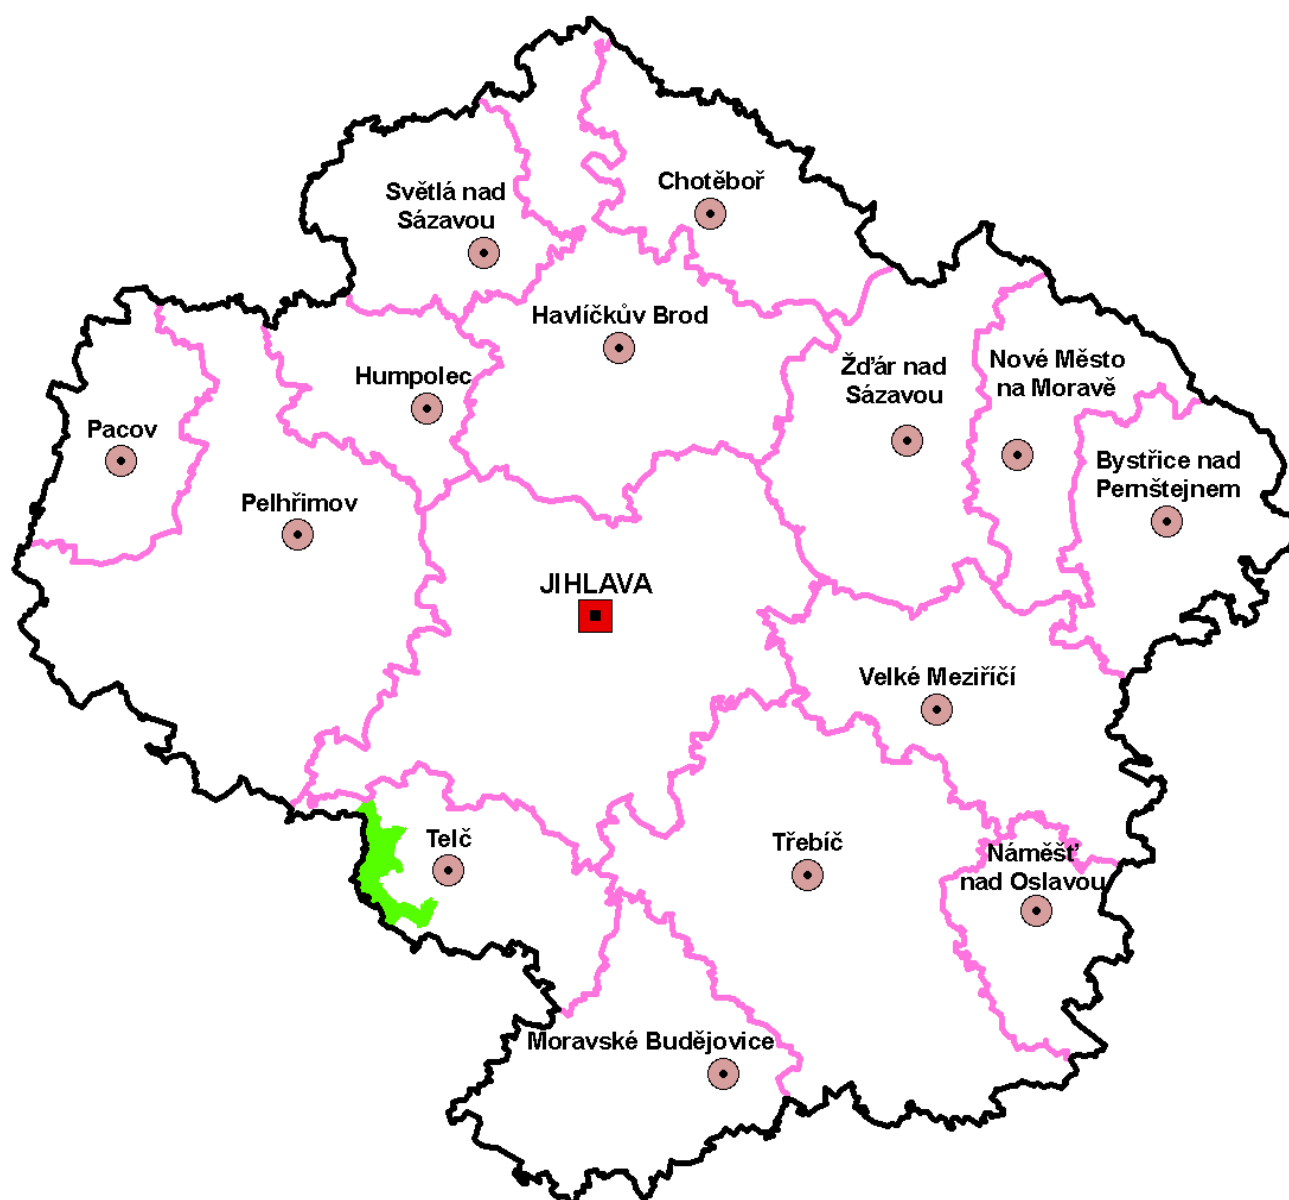 Chotěboř
Světlá nad
Sázavou
Havlíčkův Brod
Žďár nad
Sázavou
Nové Město
na Moravě
Humpolec
Pacov
Bystřice nad
Pernštejnem
Pelhřimov
JIHLAVA
Velké Meziříčí
Telč
Třebíč
Náměšť
nad Oslavou
Moravské Budějovice